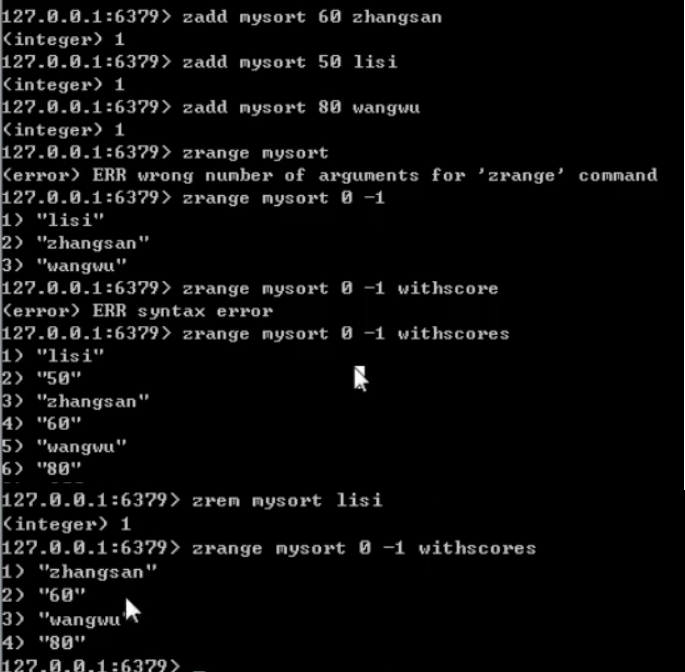 127.0.0.1:6379> zadd mysort 60 zhangsan
(integer) 1
127.0.0.1:6379> zadd mysort 50 lisi
(integer) 1
127.0.0.1:6379> zadd mysort 80 wangwu
(integer) 1
127.0.0.1:6379> zrange mysort
(error) ERR wrong number of arguments for 'zrange' command
127.0.0.1:6379> zrange mysort 0 -1
1) "lisi"
2) "zhangsan"
3) "wangwu"
127.0.0.1:6379> zrange mysort 0 -1 withscore
(error) ERR syntax error
127.0.0.1:6379> zrange mysort 0 -1 withscores
1) "lisi"
2) "50"
3) "zhangsan"
4) "60"
5) "wangwu"
6) "80"
127.0.0.1:6379> zrem mysort lisi
(integer) 1
127.0.0.1:6379> zrange mysort 0 -1 withscores
1) "zhangsan"
2) "60"
3) "wangwu"
4) "80"
127.0.0.1:6379> _